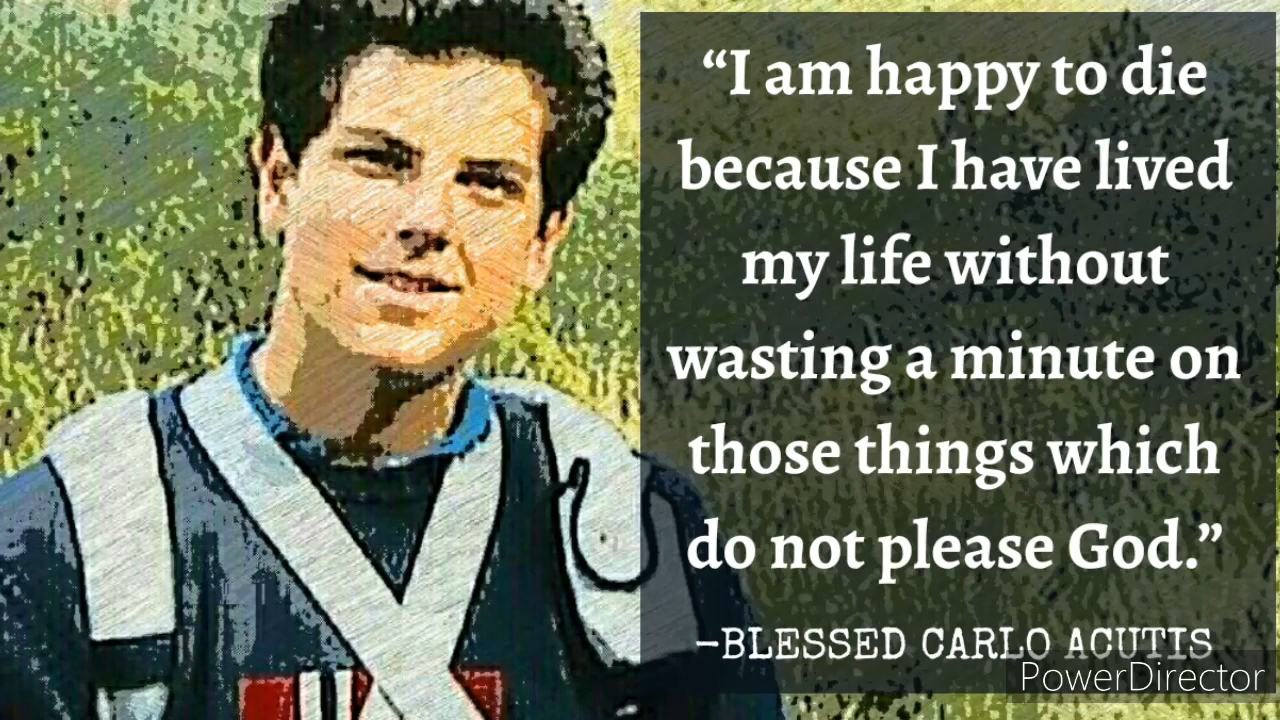 “I am happy to die
because I have lived
my life without
wasting a minute on
those things which
do not please God.”
–BLESSED CARLO ACUTIS
PowerDirector